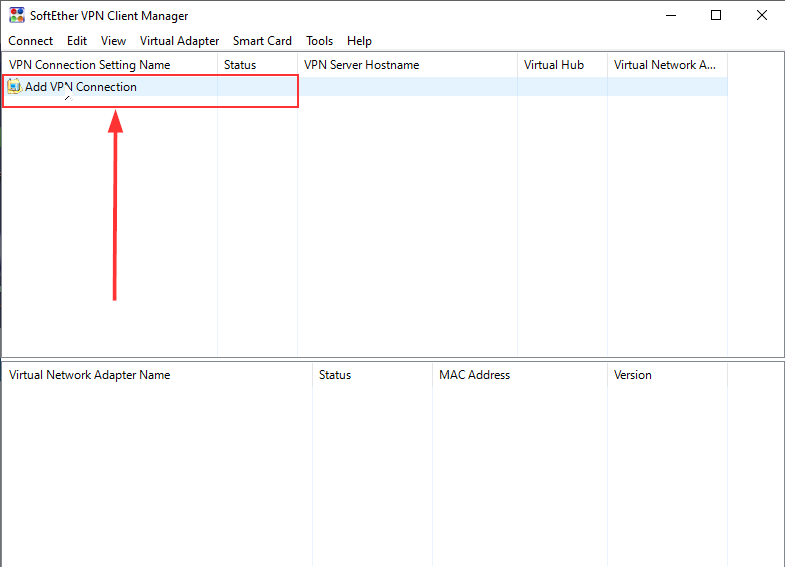 SoftEther VPN Client Manager
Connect Edit View Virtual Adapter Smart Card Tools Help
VPN Connection Setting Name Status VPN Server Hostname Virtual Hub Virtual Network A...
Add VPN Connection
Virtual Network Adapter Name Status MAC Address Version